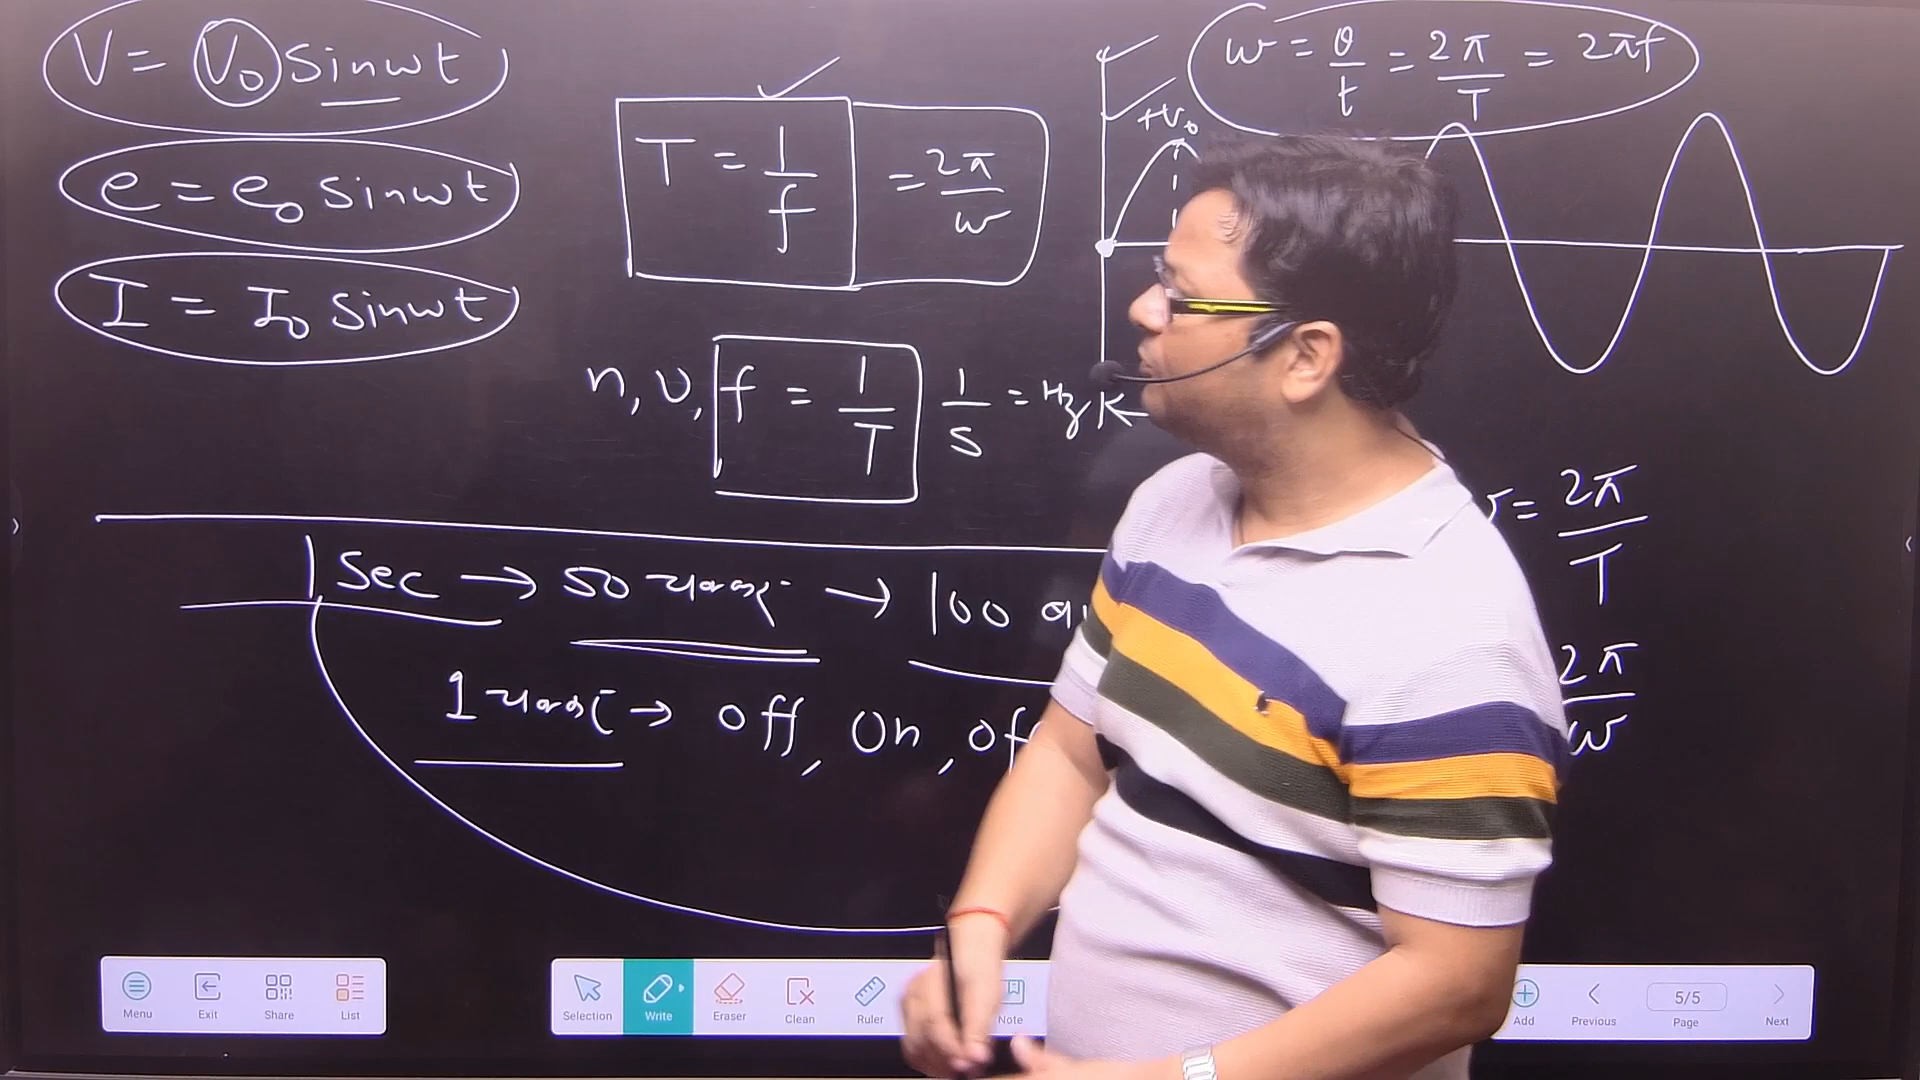 V = V₀ sinωt
e = e₀ sinωt
I = I₀ sinωt
T = 1/f = 2π/ω
ω = θ/t = 2π/T = 2πf
+V₀
n, υ, f = 1/T 1/s = Hz
= 2π/T
2π/ω
1 Sec → 50 चक्कर → 100
1 चक्कर → off, on,
Menu
Exit
Share
List
Selection
Write
Eraser
Clean
Ruler
Note
Add
Previous
5/5
Page
Next